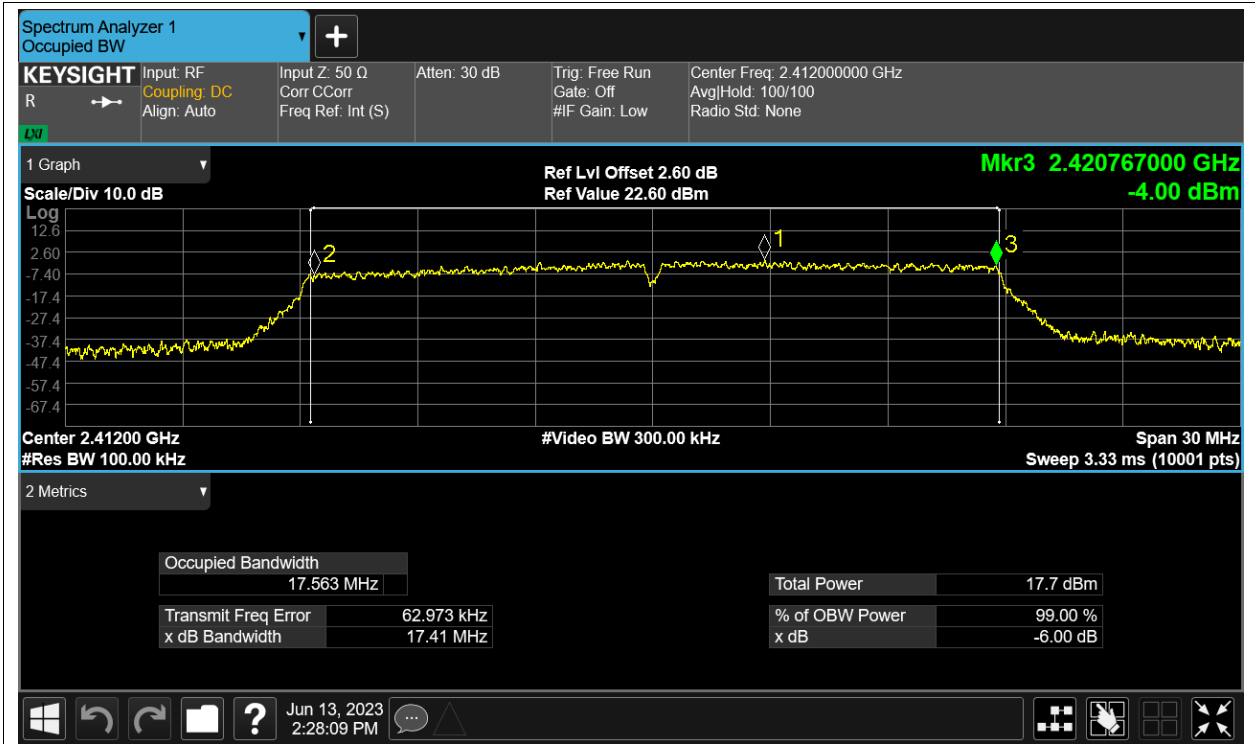 Spectrum Analyzer 1
Occupied BW
KEYSIGHT
R
LXI
Input: RF
Coupling: DC
Align: Auto
Input Z: 50 Ω
Corr CCorr
Freq Ref: Int (S)
Atten: 30 dB
Trig: Free Run
Gate: Off
#IF Gain: Low
Center Freq: 2.412000000 GHz
Avg|Hold: 100/100
Radio Std: None
1 Graph
Scale/Div 10.0 dB
Ref Lvl Offset 2.60 dB
Ref Value 22.60 dBm
Mkr3 2.420767000 GHz
-4.00 dBm
Log
12.6
2.60
-7.40
-17.4
-27.4
-37.4
-47.4
-57.4
-67.4
2
1
3
Center 2.41200 GHz
#Res BW 100.00 kHz
#Video BW 300.00 kHz
Span 30 MHz
Sweep 3.33 ms (10001 pts)
2 Metrics
Occupied Bandwidth
17.563 MHz
Transmit Freq Error 62.973 kHz
x dB Bandwidth 17.41 MHz
Total Power 17.7 dBm
% of OBW Power 99.00 %
x dB -6.00 dB
?
Jun 13, 2023
2:28:09 PM